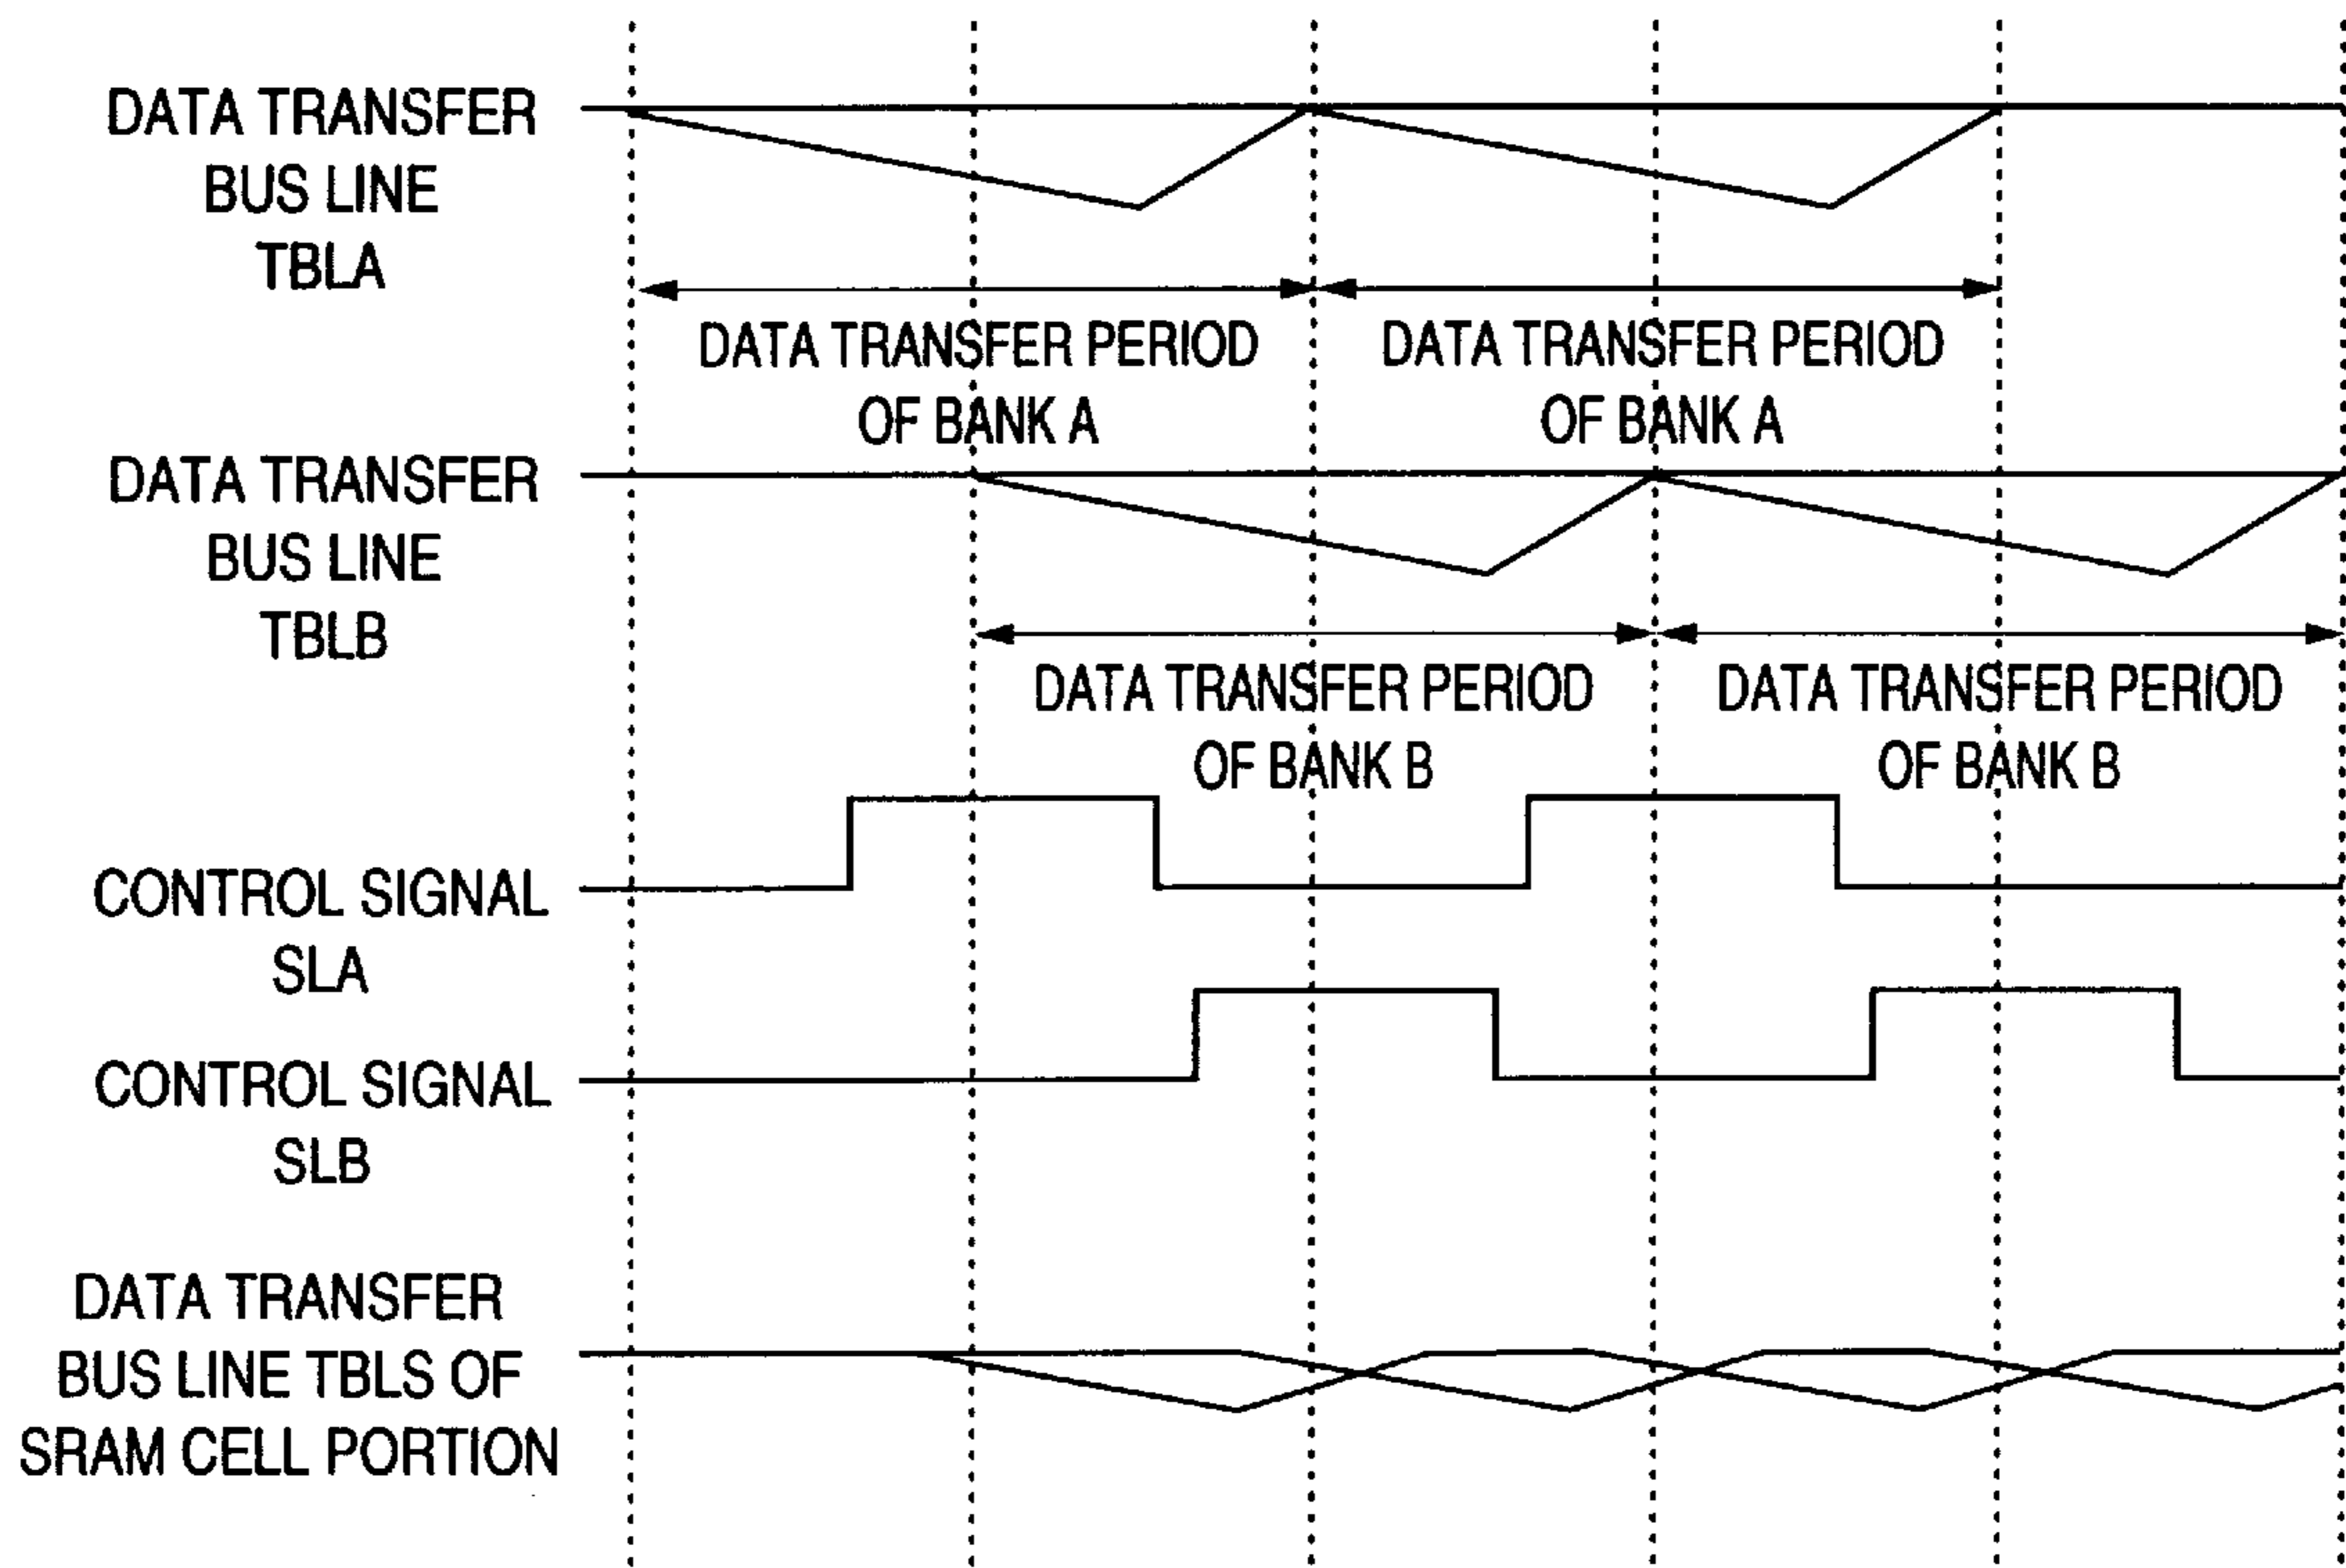 DATA TRANSFER
BUS LINE
TBLA
DATA TRANSFER PERIOD
OF BANK A
DATA TRANSFER PERIOD
OF BANK A
DATA TRANSFER
BUS LINE
TBLB
DATA TRANSFER PERIOD
OF BANK B
DATA TRANSFER PERIOD
OF BANK B
CONTROL SIGNAL
SLA
CONTROL SIGNAL
SLB
DATA TRANSFER
BUS LINE TBLS OF
SRAM CELL PORTION